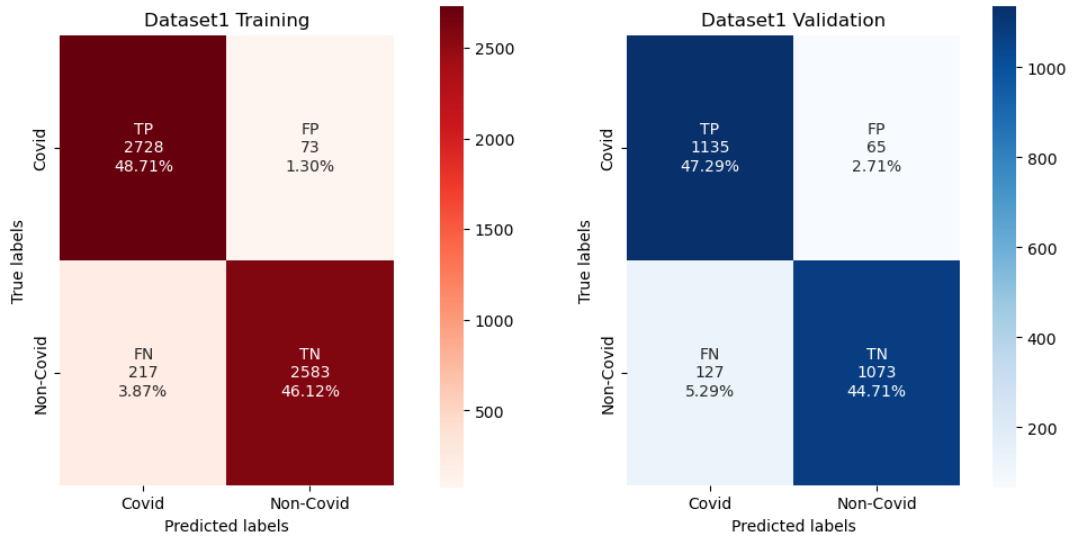 Dataset1 Training
True labels
Covid
Non-Covid
TP
2728
48.71%
FP
73
1.30%
FN
217
3.87%
TN
2583
46.12%
Covid
Non-Covid
Predicted labels
2500
2000
1500
1000
500
Dataset1 Validation
True labels
Covid
Non-Covid
TP
1135
47.29%
FP
65
2.71%
FN
127
5.29%
TN
1073
44.71%
Covid
Non-Covid
Predicted labels
1000
800
600
400
200